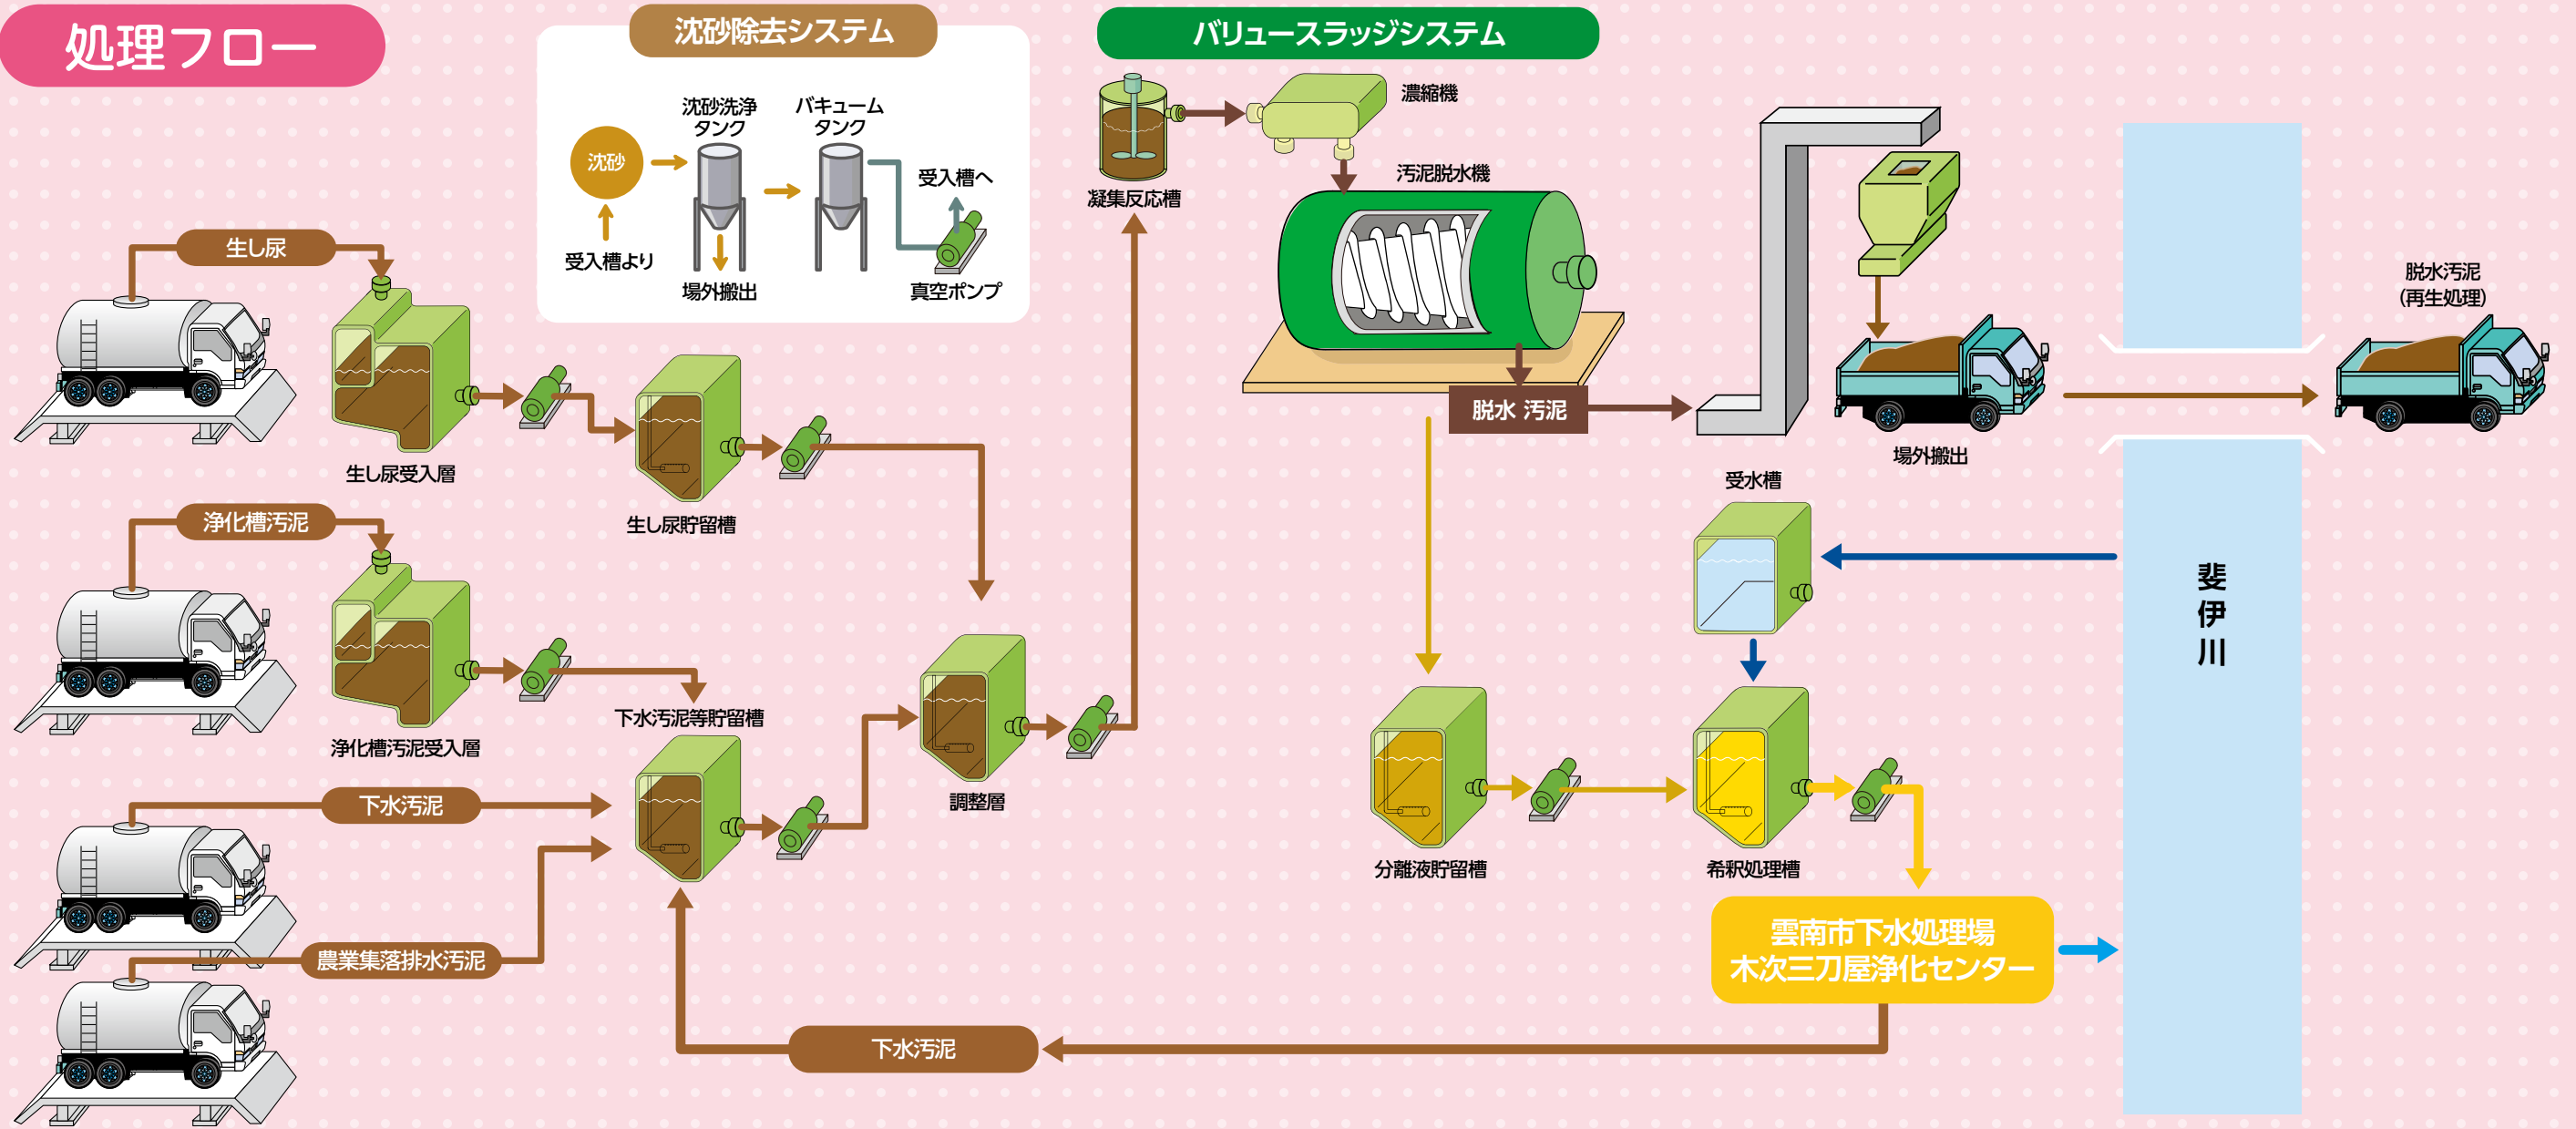 処理フロー
沈砂除去システム
沈砂
沈砂洗浄
タンク
バキューム
タンク
受入槽より
場外搬出
受入槽へ
真空ポンプ
バリュースラッジシステム
凝集反応槽
濃縮機
汚泥脱水機
脱水 汚泥
場外搬出
脱水汚泥
（再生処理）
生し尿
生し尿受入層
生し尿貯留槽
浄化槽汚泥
浄化槽汚泥受入層
下水汚泥等貯留槽
下水汚泥
農業集落排水汚泥
調整層
受水槽
分離液貯留槽
希釈処理槽
雲南市下水処理場
木次三刀屋浄化センター
下水汚泥
斐伊川